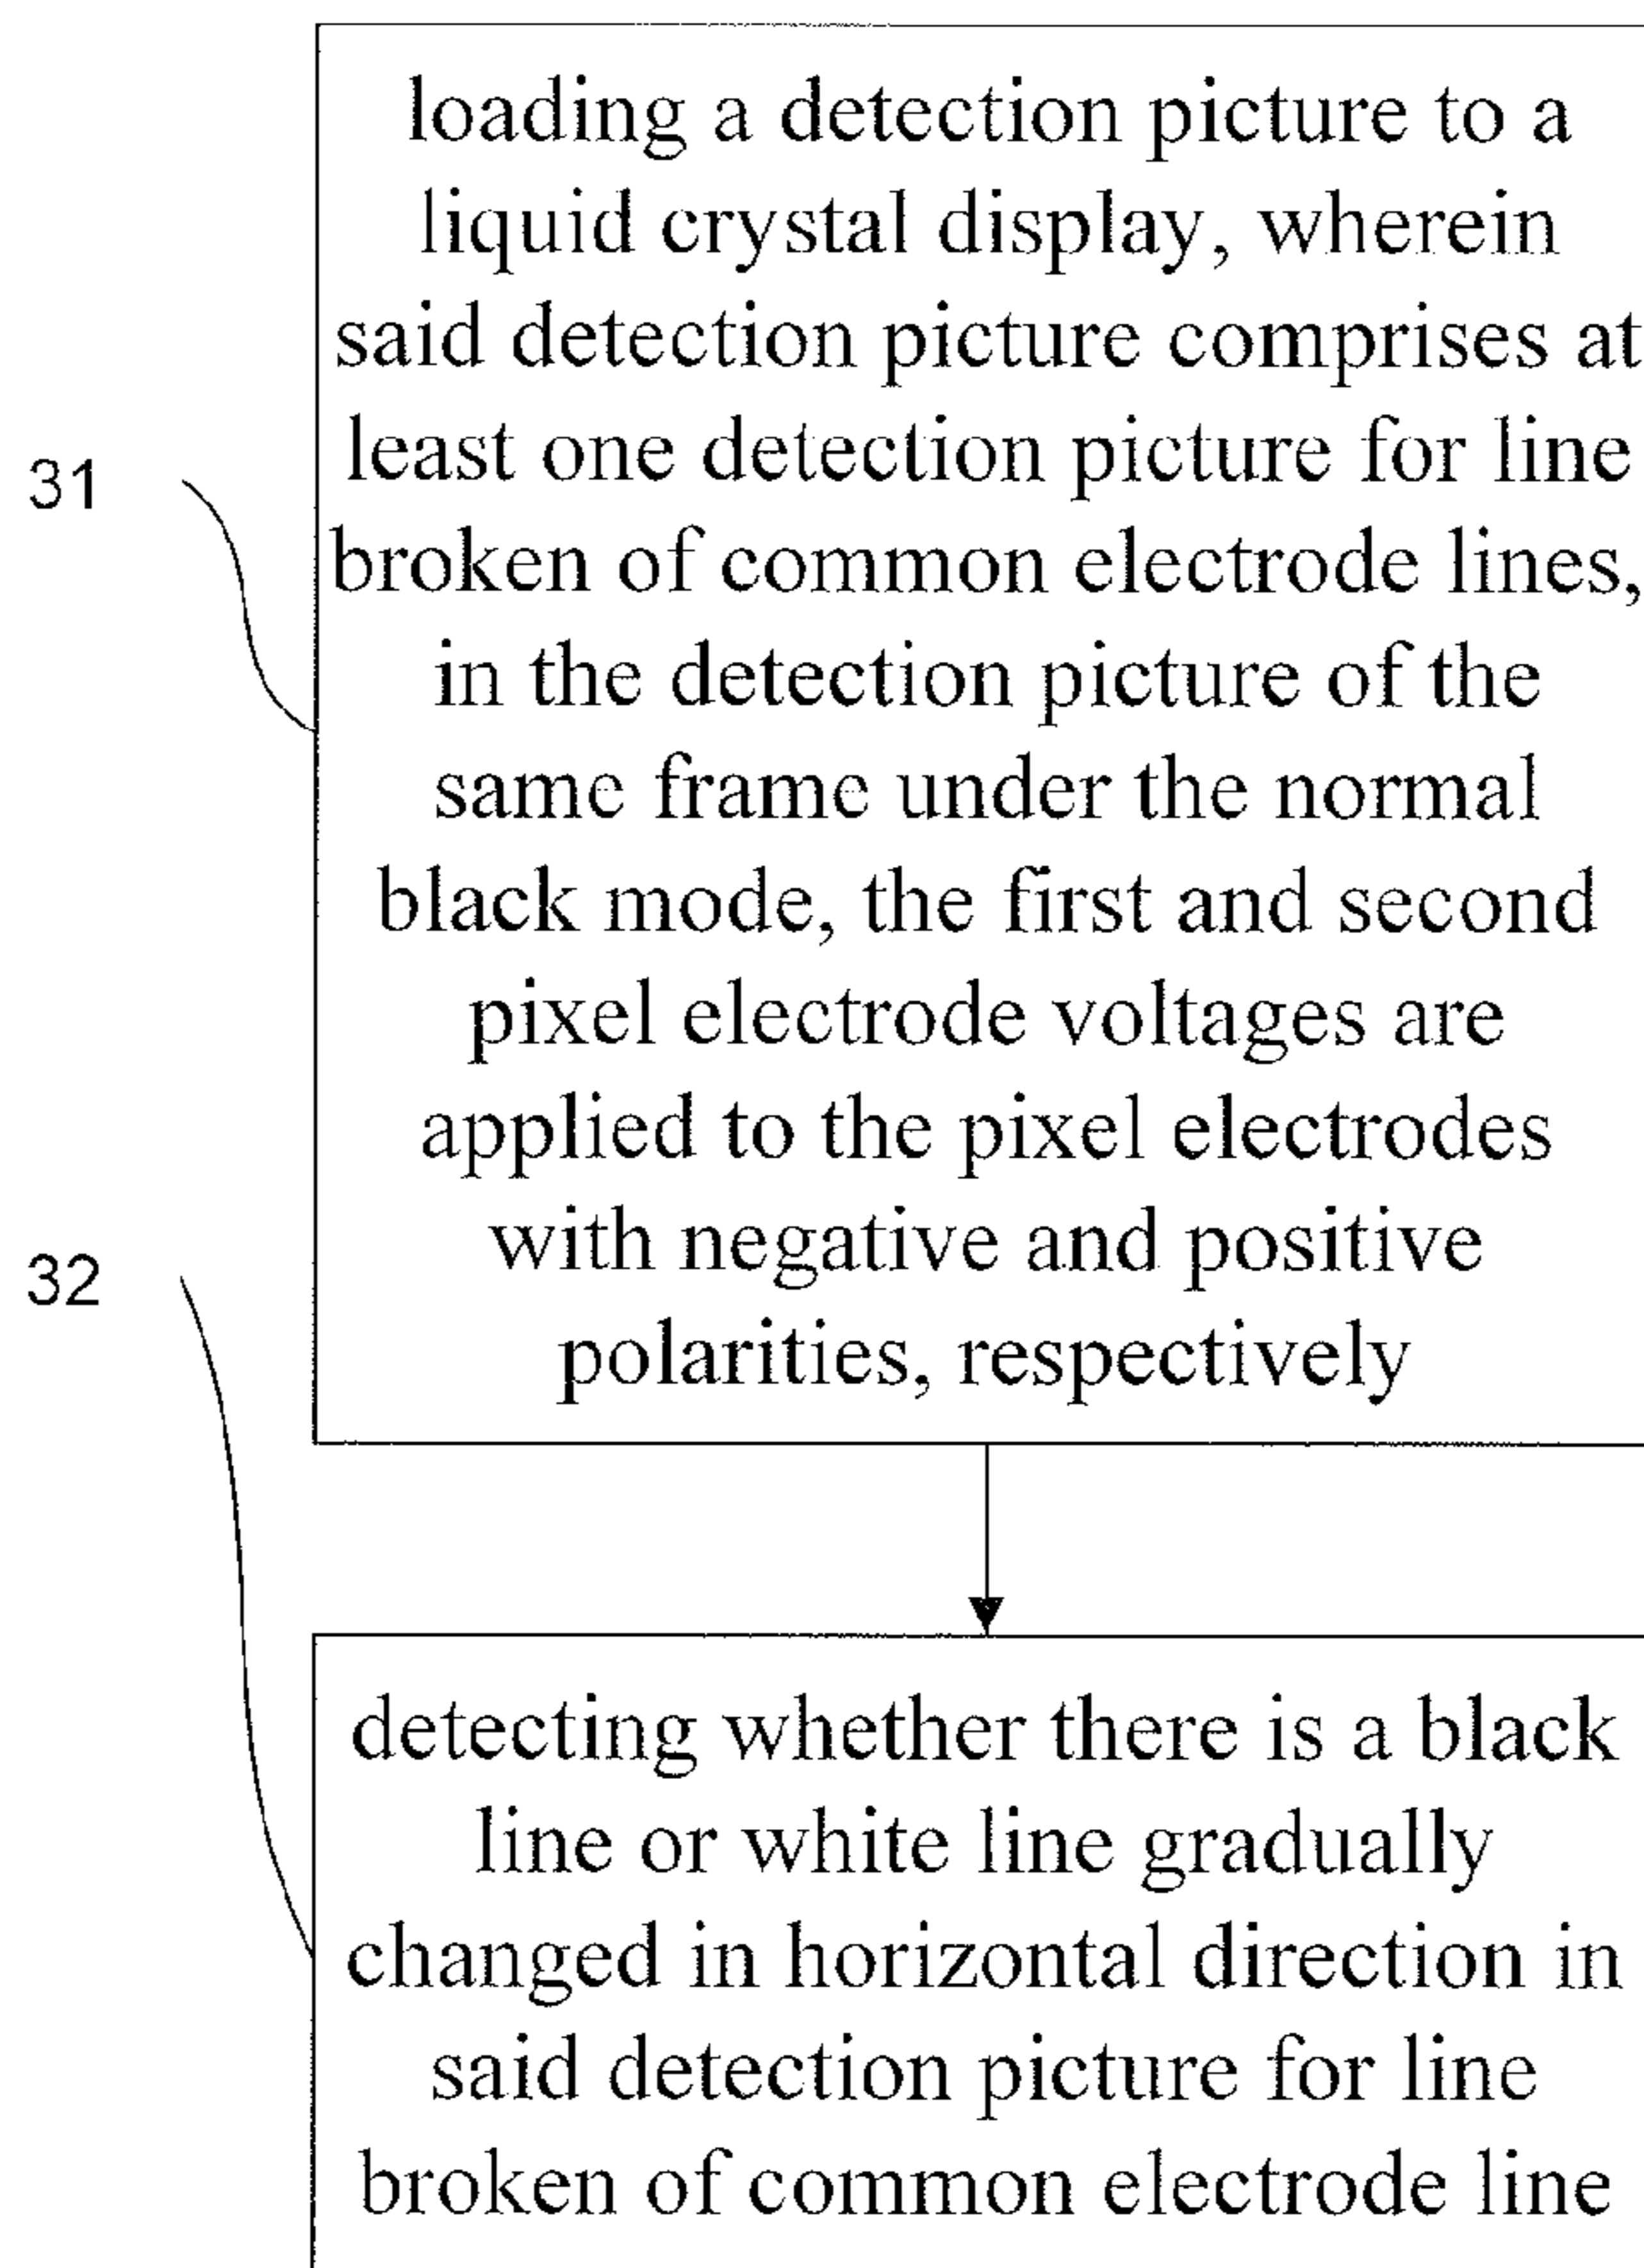 loading a detection picture to a
liquid crystal display, wherein
said detection picture comprises at
least one detection picture for line
31
broken of common electrode lines,
in the detection picture of the
same frame under the normal
black mode, the first and second
pixel electrode voltages are
applied to the pixel electrodes
with negative and positive
32
polarities, respectively
detecting whether there is a black
line or white line gradually
changed in horizontal direction in
said detection picture for line
broken of common electrode line